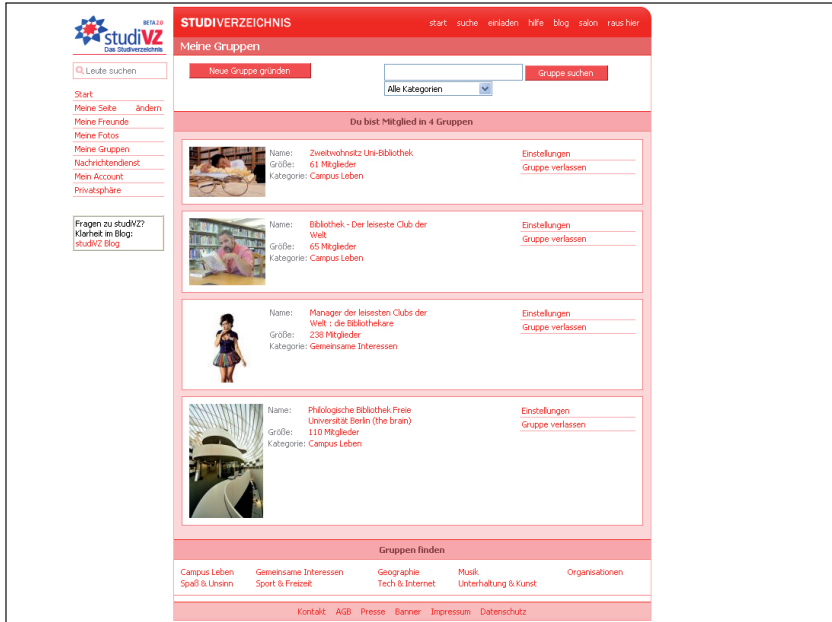 BETA 2.0
studiVZ
Das Studiverzeichnis
Leute suchen
Start
Meine Seite ändern
Meine Freunde
Meine Fotos
Meine Gruppen
Nachrichtendienst
Mein Account
Privatsphäre
Fragen zu studiVZ?
Klarheit im Blog:
studiVZ Blog
STUDIVERZEICHNIS
start suche einladen hilfe blog salon raus hier
Meine Gruppen
Neue Gruppe gründen
Gruppe suchen
Alle Kategorien
Du bist Mitglied in 4 Gruppen
Name: Zweitwohnsitz Uni-Bibliothek
Größe: 61 Mitglieder
Kategorie: Campus Leben
Einstellungen
Gruppe verlassen
Name: Bibliothek - Der leiseste Club der
Welt
Größe: 65 Mitglieder
Kategorie: Campus Leben
Einstellungen
Gruppe verlassen
Name: Manager der leisesten Clubs der
Welt : die Bibliothekare
Größe: 238 Mitglieder
Kategorie: Gemeinsame Interessen
Einstellungen
Gruppe verlassen
Name: Philologische Bibliothek Freie
Universität Berlin (the brain)
Größe: 110 Mitglieder
Kategorie: Campus Leben
Einstellungen
Gruppe verlassen
Gruppen finden
Campus Leben Gemeinsame Interessen Geographie Musik Organisationen
Spaß & Unsinn Sport & Freizeit Tech & Internet Unterhaltung & Kunst
Kontakt AGB Presse Banner Impressum Datenschutz